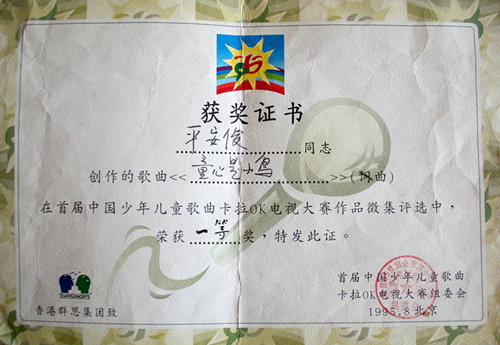 获奖证书
平安俊同志
创作的歌曲<<童心是小鸟>>(词曲)
在首届中国少年儿童歌曲卡拉OK电视大赛作品徵集评选中，
荣获一等奖，特发此证。
首届中国少年儿童歌曲
卡拉OK电视大赛组委会
1995.8北京
TEAMCONCEPTS
香港群思集团致